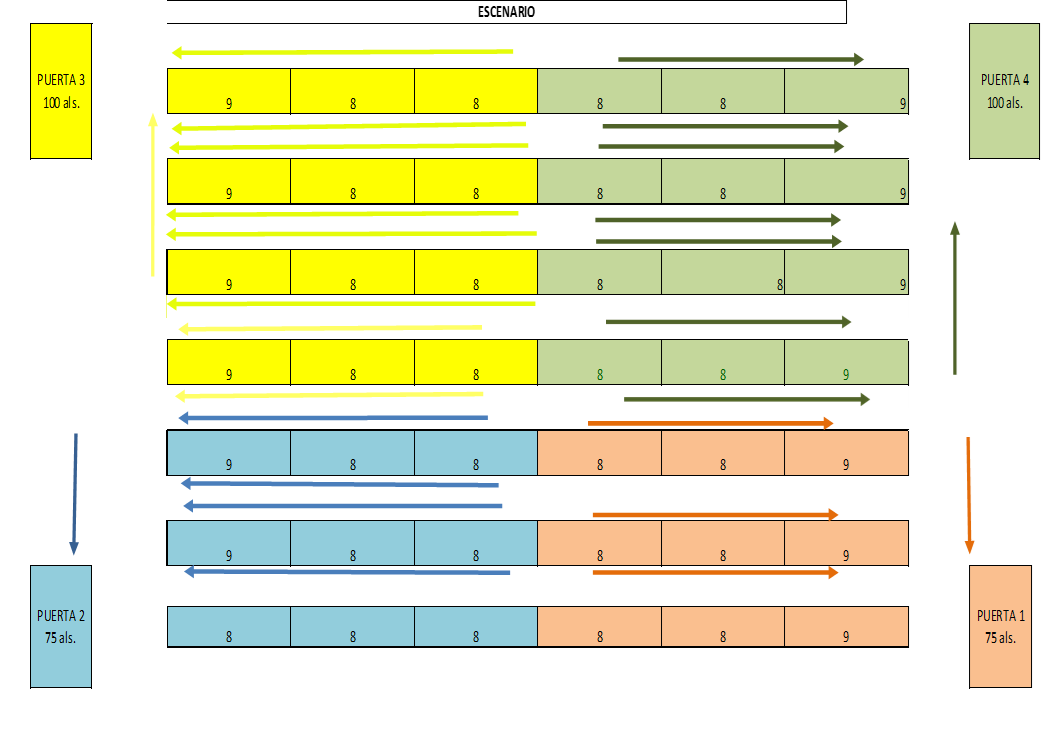 ESCENARIO
PUERTA 3
100 als.
PUERTA 4
100 als.
9 8 8 8 8 9
9 8 8 8 8 9
9 8 8 8 8 9
9 8 8 8 8 9
9 8 8 8 8 9
9 8 8 8 8 9
PUERTA 2
75 als.
PUERTA 1
75 als.
8 8 8 8 8 9